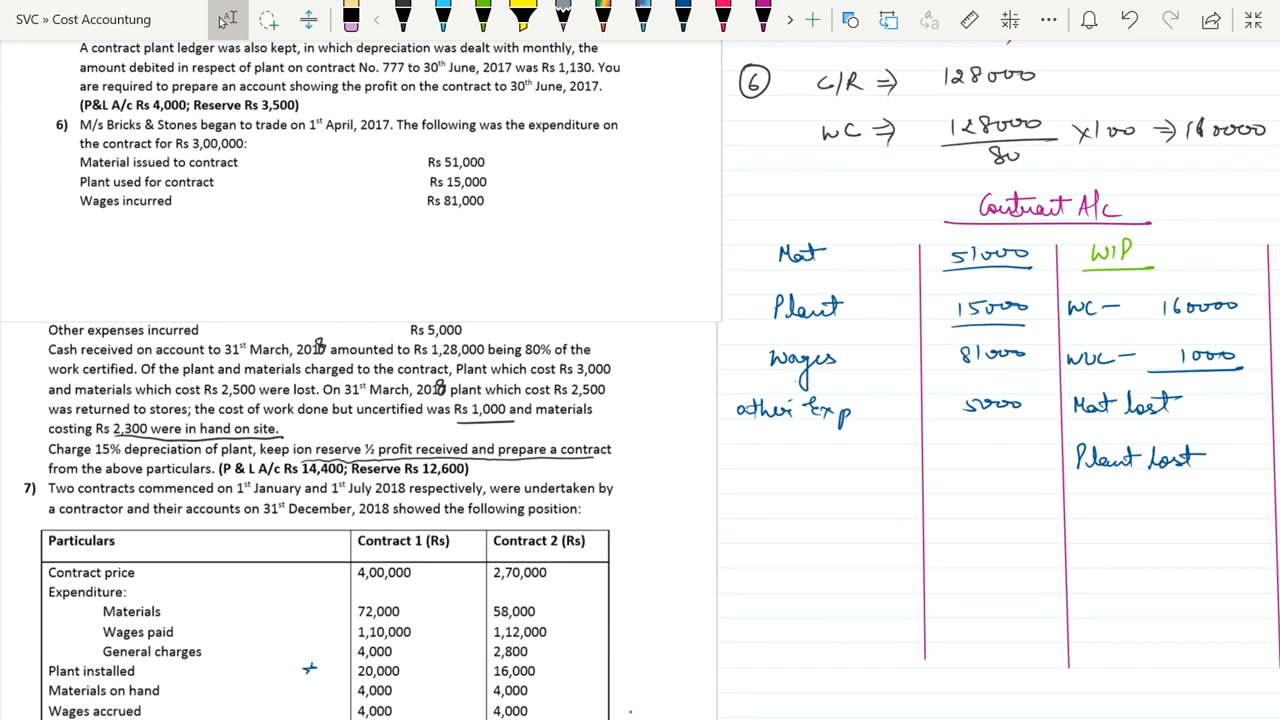 SVC » Cost Accountung
A contract plant ledger was also kept, in which depreciation was dealt with monthly, the
amount debited in respect of plant on contract No. 777 to 30th June, 2017 was Rs 1,130. You
are required to prepare an account showing the profit on the contract to 30th June, 2017.
(P&L A/c Rs 4,000; Reserve Rs 3,500)
6) M/s Bricks & Stones began to trade on 1st April, 2017. The following was the expenditure on
the contract for Rs 3,00,000:
Material issued to contract Rs 51,000
Plant used for contract Rs 15,000
Wages incurred Rs 81,000
Other expenses incurred Rs 5,000
Cash received on account to 31st March, 2018 amounted to Rs 1,28,000 being 80% of the
work certified. Of the plant and materials charged to the contract, Plant which cost Rs 3,000
and materials which cost Rs 2,500 were lost. On 31st March, 2018 plant which cost Rs 2,500
was returned to stores; the cost of work done but uncertified was Rs 1,000 and materials
costing Rs 2,300 were in hand on site.
Charge 15% depreciation of plant, keep ion reserve ½ profit received and prepare a contract
from the above particulars. (P & L A/c Rs 14,400; Reserve Rs 12,600)
7) Two contracts commenced on 1st January and 1st July 2018 respectively, were undertaken by
a contractor and their accounts on 31st December, 2018 showed the following position:
Particulars Contract 1 (Rs) Contract 2 (Rs)
Contract price 4,00,000 2,70,000
Expenditure:
Materials 72,000 58,000
Wages paid 1,10,000 1,12,000
General charges 4,000 2,800
Plant installed 20,000 16,000
Materials on hand 4,000 4,000
Wages accrued 4,000 4,000
6 C/R ⇒ 128000
WC ⇒ 128000 / 80 ×100 ⇒ 160000
Contract A/c
Mat 51000 WIP
Plant 15000 WC – 160000
Wages 81000 WUC – 1000
other Exp 5000 Mat lost
Plant lost